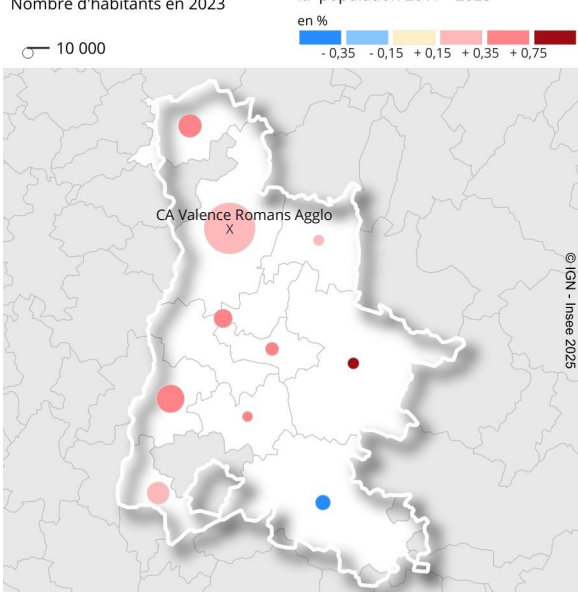 Nombre d'habitants en 2023
10 000
en %
- 0,35 - 0,15 + 0,15 + 0,35 + 0,75
CA Valence Romans Agglo
X
© IGN - Insee 2025